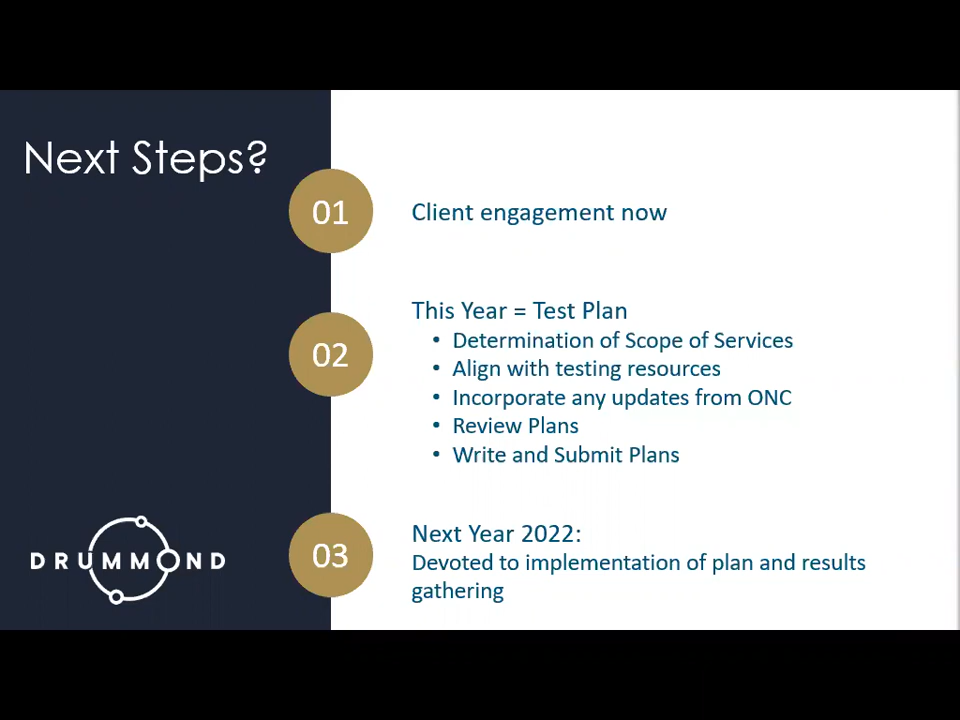 Next Steps?
01
Client engagement now
02
This Year = Test Plan
• Determination of Scope of Services
• Align with testing resources
• Incorporate any updates from ONC
• Review Plans
• Write and Submit Plans
03
Next Year 2022:
Devoted to implementation of plan and results
gathering
DRUMMOND